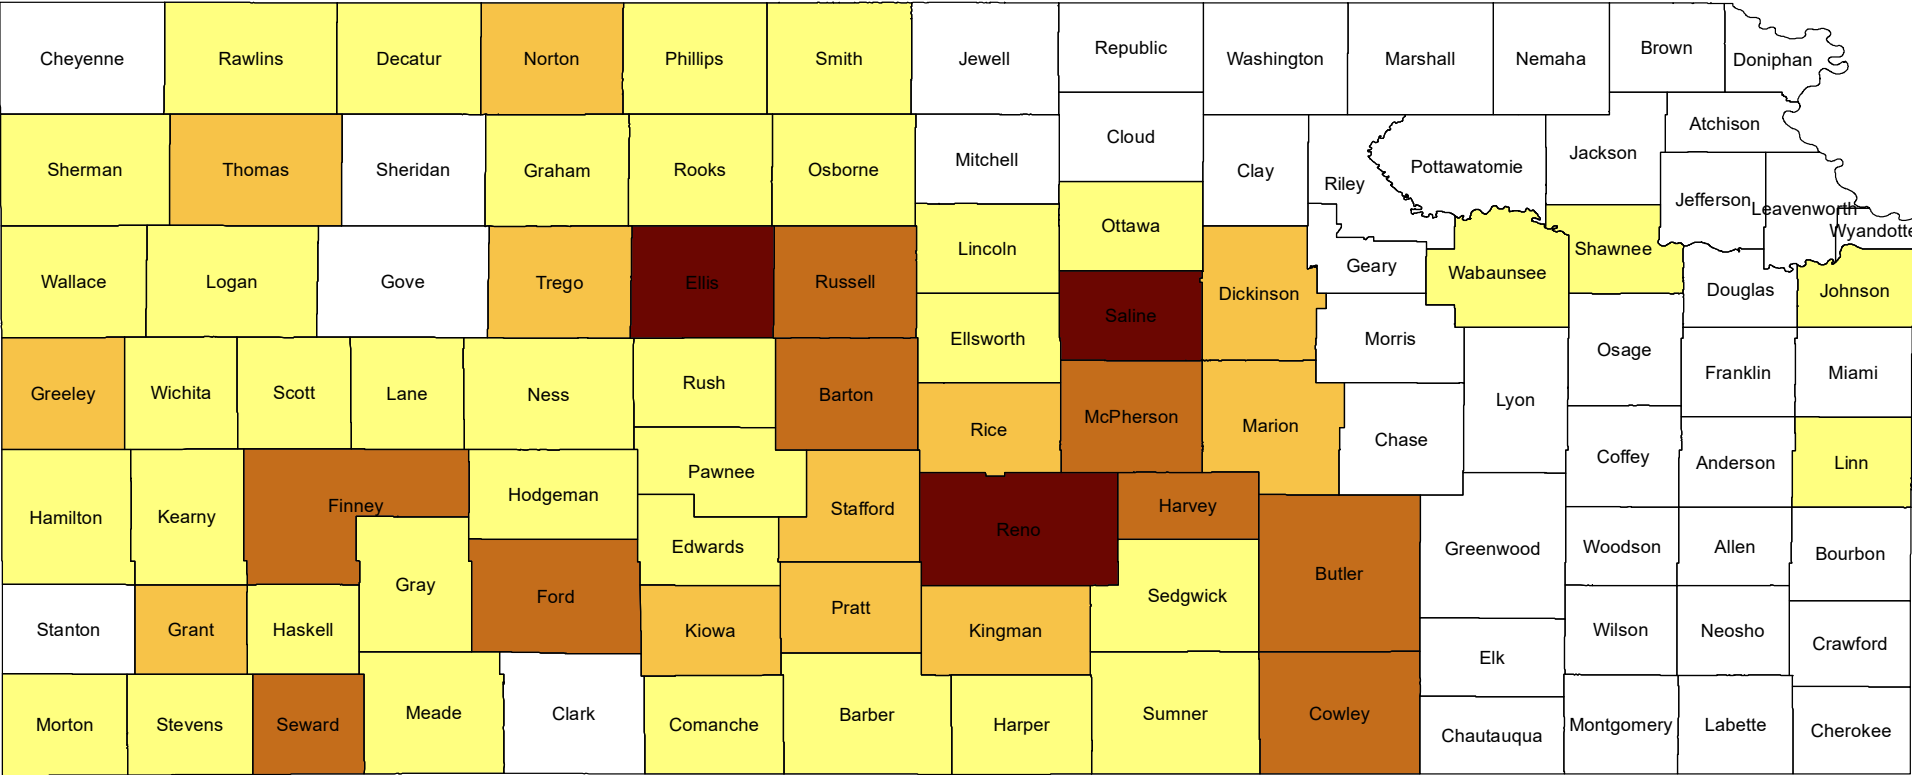 Cheyenne
Rawlins
Decatur
Norton
Phillips
Smith
Jewell
Republic
Washington
Marshall
Nemaha
Brown
Doniphan
Sherman
Thomas
Sheridan
Graham
Rooks
Osborne
Mitchell
Cloud
Clay
Riley
Pottawatomie
Jackson
Atchison
Jefferson
Leavenworth
Wyandotte
Wallace
Logan
Gove
Trego
Ellis
Russell
Lincoln
Ottawa
Saline
Dickinson
Geary
Wabaunsee
Shawnee
Douglas
Johnson
Ellsworth
Morris
Osage
Franklin
Miami
Greeley
Wichita
Scott
Lane
Ness
Rush
Barton
Rice
McPherson
Marion
Chase
Lyon
Coffey
Anderson
Linn
Hamilton
Kearny
Finney
Hodgeman
Pawnee
Stafford
Edwards
Reno
Harvey
Greenwood
Woodson
Allen
Bourbon
Gray
Ford
Butler
Sedgwick
Stanton
Grant
Haskell
Kiowa
Pratt
Kingman
Elk
Wilson
Neosho
Crawford
Morton
Stevens
Seward
Meade
Clark
Comanche
Barber
Harper
Sumner
Cowley
Chautauqua
Montgomery
Labette
Cherokee